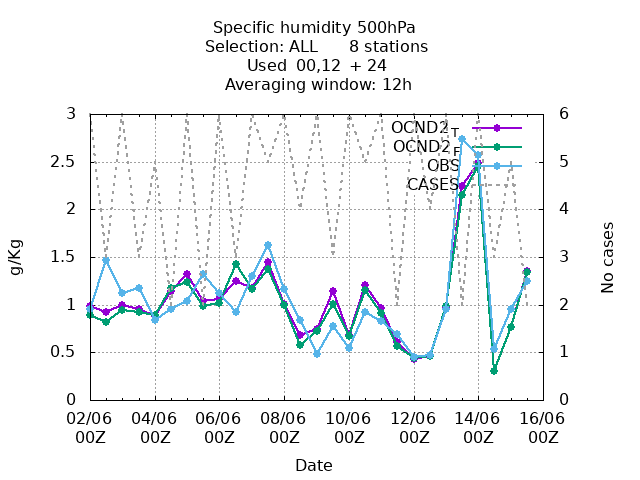 Specific humidity 500hPa
Selection: ALL 8 stations
Used 00,12 + 24
Averaging window: 12h
3 6
OCND2_T
OCND2_F
2.5 5
OBS
CASES
2 4
g/Kg
No cases
1.5 3
1 2
0.5 1
0 0
02/06 04/06 06/06 08/06 10/06 12/06 14/06 16/06
00Z 00Z 00Z 00Z 00Z 00Z 00Z 00Z
Date